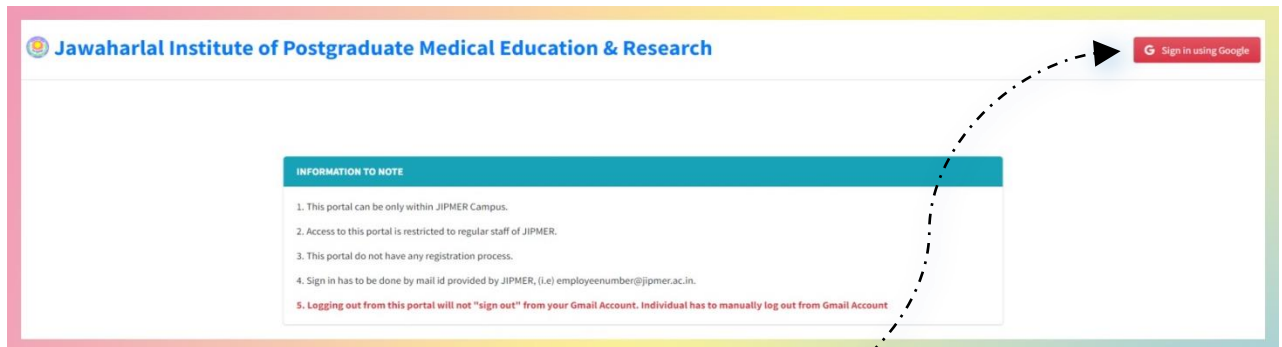 Jawaharlal Institute of Postgraduate Medical Education & Research
G Sign in using Google
INFORMATION TO NOTE
1. This portal can be only within JIPMER Campus.
2. Access to this portal is restricted to regular staff of JIPMER.
3. This portal do not have any registration process.
4. Sign in has to be done by mail id provided by JIPMER, (i.e) employeenumber@jipmer.ac.in.
5. Logging out from this portal will not "sign out" from your Gmail Account. Individual has to manually log out from Gmail Account